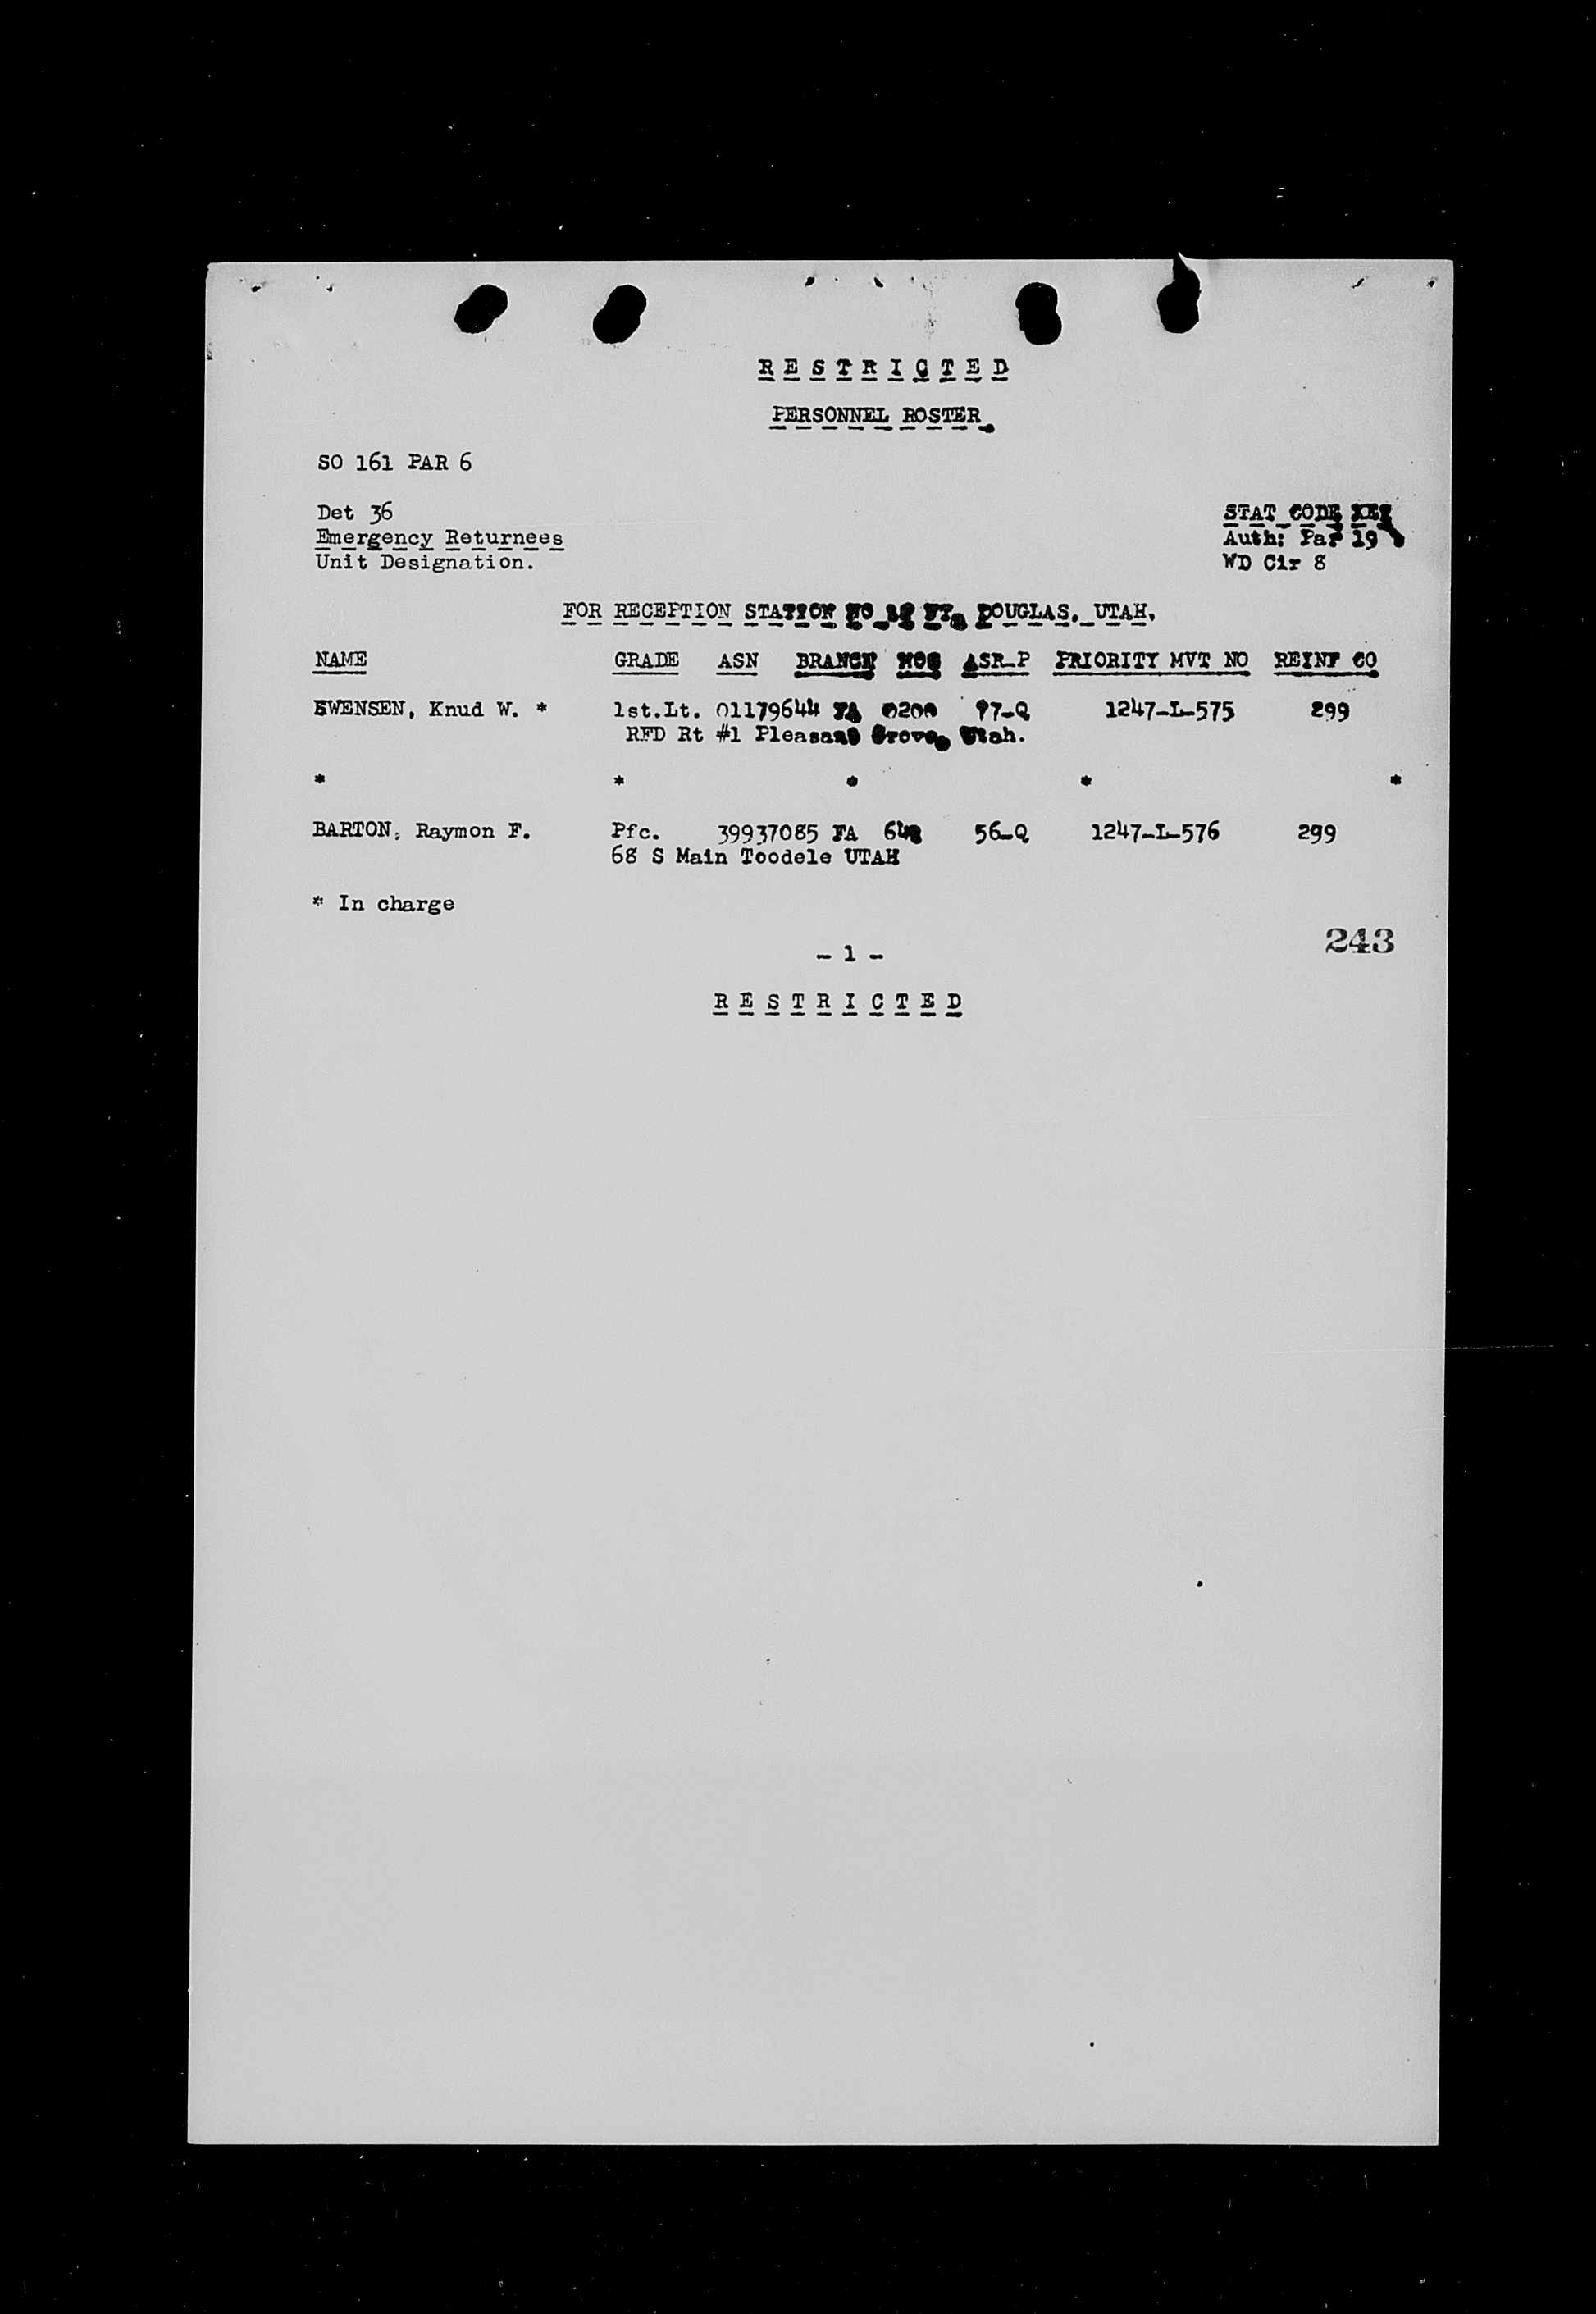 R E S T R I C T E D
PERSONNEL ROSTER
SO 161 PAR 6
Det 36
Emergency Returnees
Unit Designation.
STAT CODE
Auth: Par 19
WD Cir 8
FOR RECEPTION STATION NO DOUGLAS, UTAH.
NAME GRADE ASN BRANCH MOS ASR-P PRIORITY MVT NO REINF CO
SWENSEN, Knud W. * 1st.Lt. 01179644 FA 0200 97-Q 1247-L-575 299
RFD Rt #1 Pleasant Grove, Utah.
* * * * *
BARTON, Raymon F. Pfc. 39937085 FA 56-Q 1247-L-576 299
68 S Main Toodele UTAH
* In charge
243
- 1 -
R E S T R I C T E D